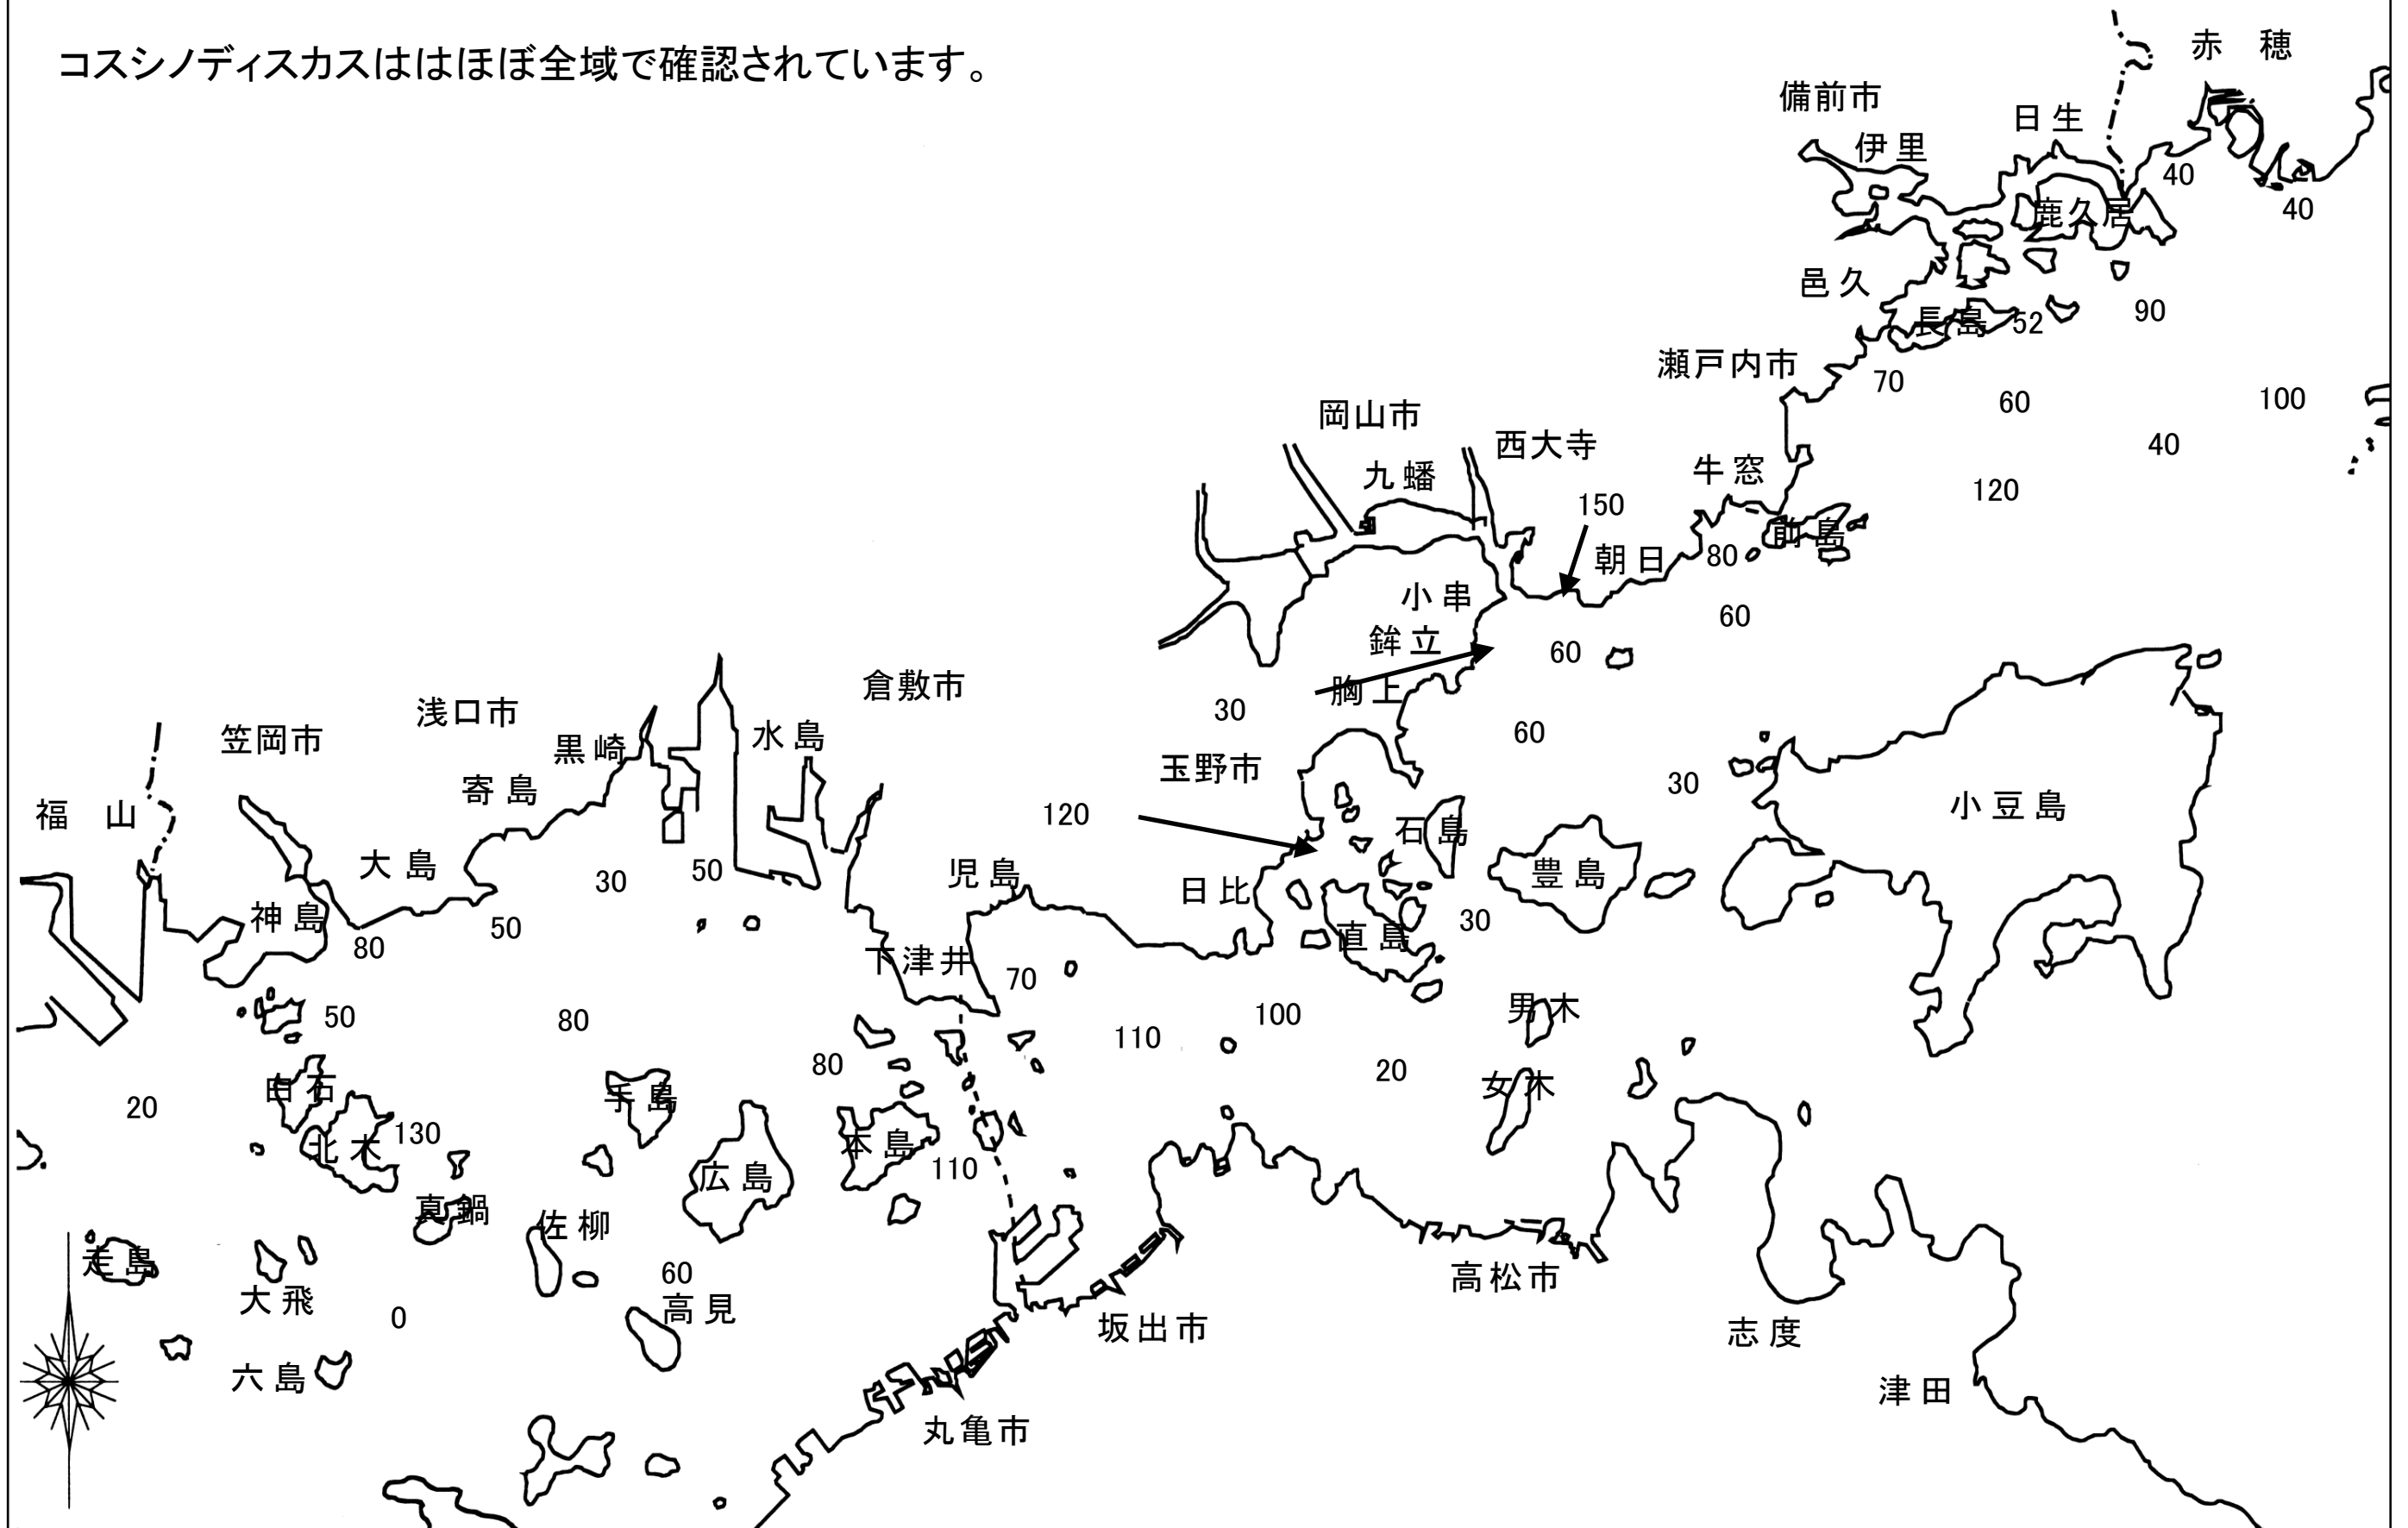 コスシノディスカスははほぼ全域で確認されています。
赤　穂
備前市
日生
伊里
40
40
鹿久居
邑久
90
長島
52
瀬戸内市
70
60
100
岡山市
西大寺
40
九蟠
牛窓
120
150
前島
朝日
80
小串
60
鉾立
60
倉敷市
胸上
30
浅口市
60
笠岡市
黒崎
水島
玉野市
30
寄島
小豆島
福　山
120
石島
大島
50
児島
豊島
30
日比
神島
50
30
80
直島
下津井
70
男木
50
80
100
110
80
20
白石
手島
女木
20
130
北木
本島
110
広島
真鍋
佐柳
走島
60
高松市
大飛
高見
0
坂出市
志度
六島
津田
丸亀市